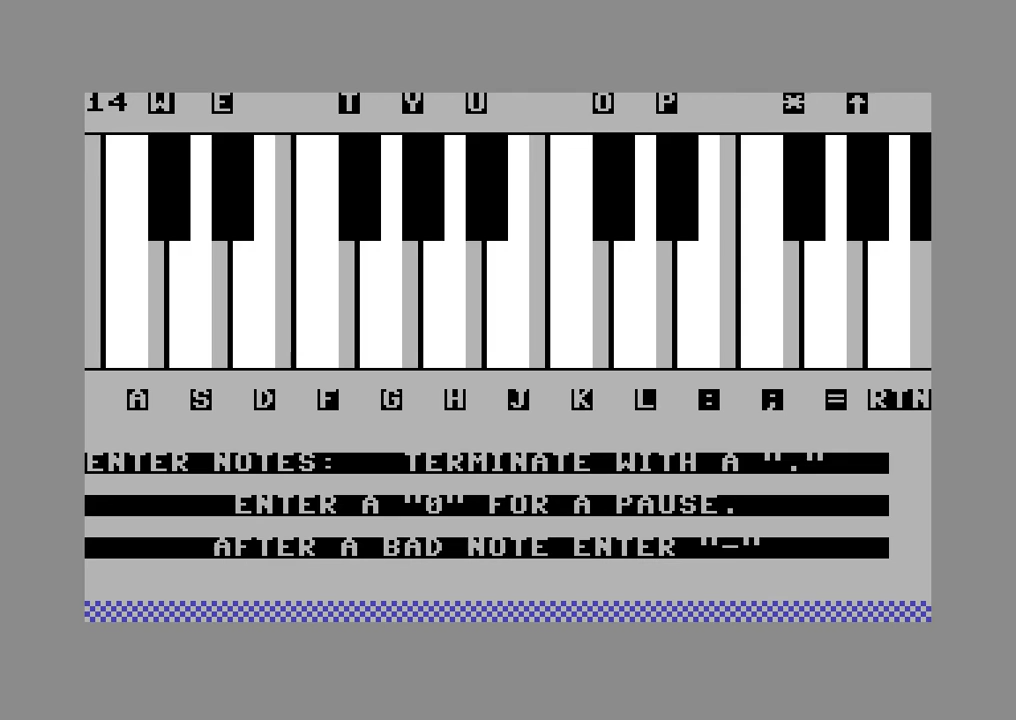 14 W E T Y U O P * ↑
A S D F G H J K L : ; = RTN
ENTER NOTES: TERMINATE WITH A "."
ENTER A "0" FOR A PAUSE.
AFTER A BAD NOTE ENTER "-"